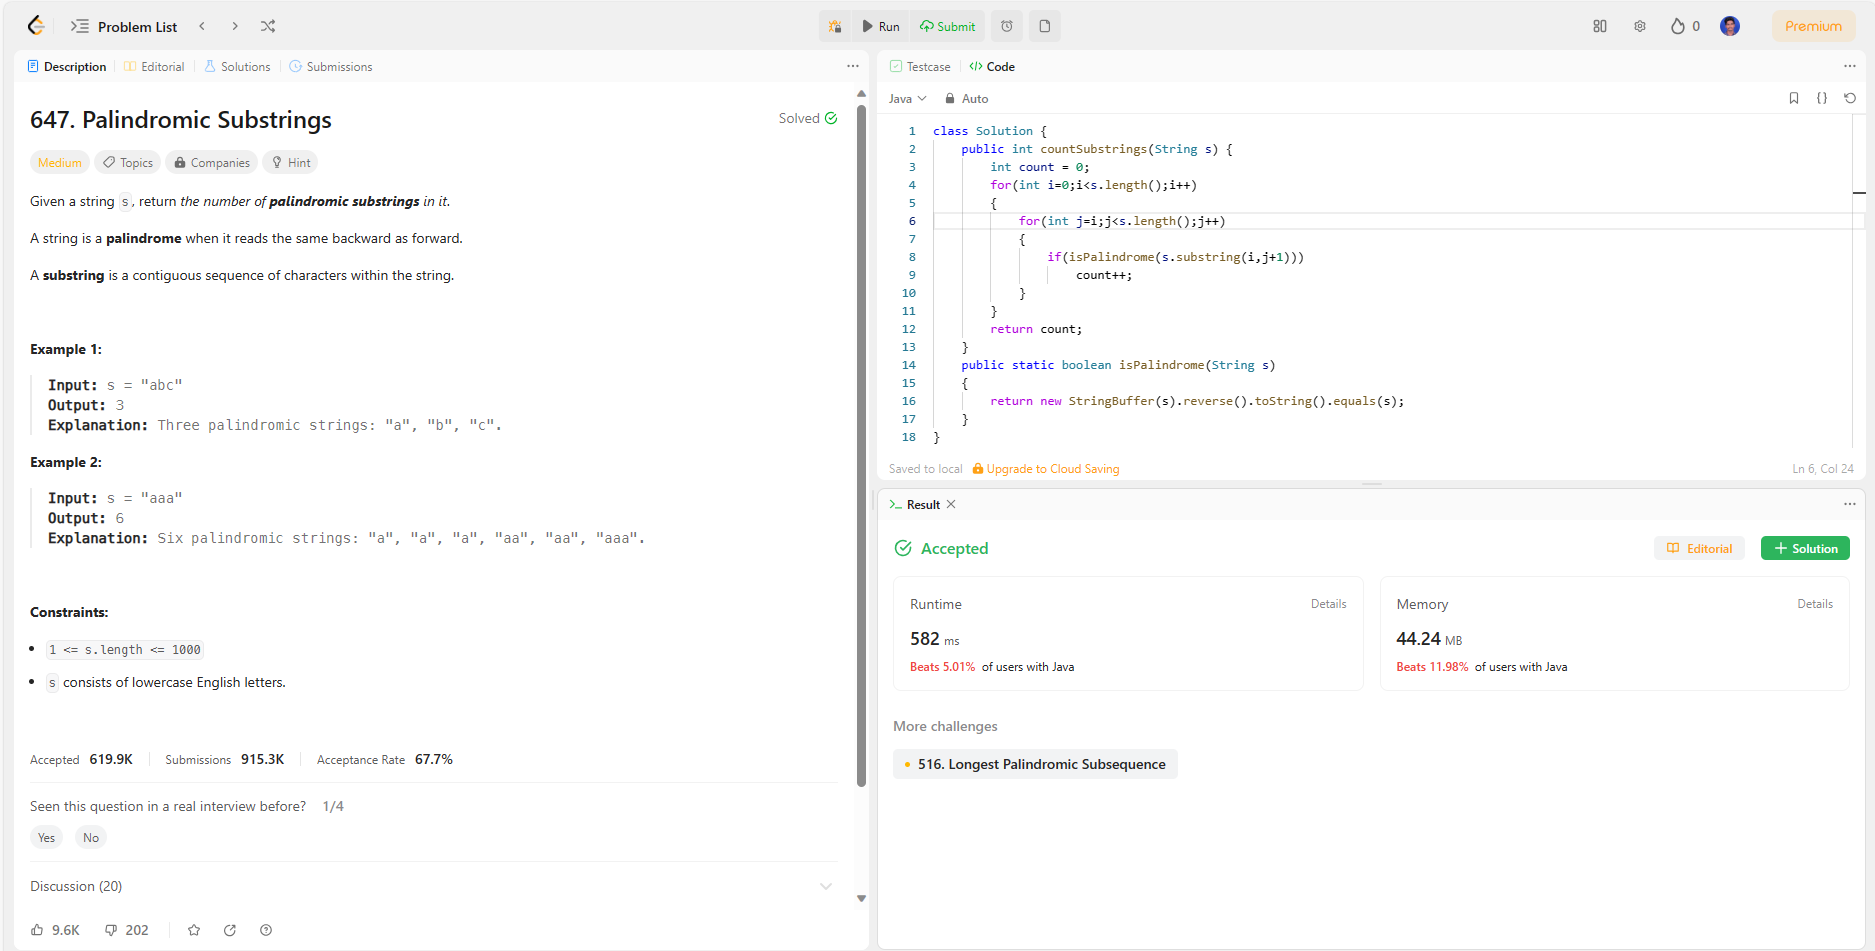 Problem List
Run
Submit
0
Premium
Description
Editorial
Solutions
Submissions
647. Palindromic Substrings
Solved
Medium
Topics
Companies
Hint
Given a string s, return the number of palindromic substrings in it.
A string is a palindrome when it reads the same backward as forward.
A substring is a contiguous sequence of characters within the string.
Example 1:
Input: s = "abc"
Output: 3
Explanation: Three palindromic strings: "a", "b", "c".
Example 2:
Input: s = "aaa"
Output: 6
Explanation: Six palindromic strings: "a", "a", "a", "aa", "aa", "aaa".
Constraints:
1 <= s.length <= 1000
s consists of lowercase English letters.
Accepted 619.9K
Submissions 915.3K
Acceptance Rate 67.7%
Seen this question in a real interview before? 1/4
Yes
No
Discussion (20)
9.6K
202
Testcase
Code
Java
Auto
1 class Solution {
2 public int countSubstrings(String s) {
3 int count = 0;
4 for(int i=0;i<s.length();i++)
5 {
6 for(int j=i;j<s.length();j++)
7 {
8 if(isPalindrome(s.substring(i,j+1)))
9 count++;
10 }
11 }
12 return count;
13 }
14 public static boolean isPalindrome(String s)
15 {
16 return new StringBuffer(s).reverse().toString().equals(s);
17 }
18 }
Saved to local
Upgrade to Cloud Saving
Ln 6, Col 24
Result
Accepted
Editorial
Solution
Runtime
Details
582 ms
Beats 5.01% of users with Java
Memory
Details
44.24 MB
Beats 11.98% of users with Java
More challenges
516. Longest Palindromic Subsequence